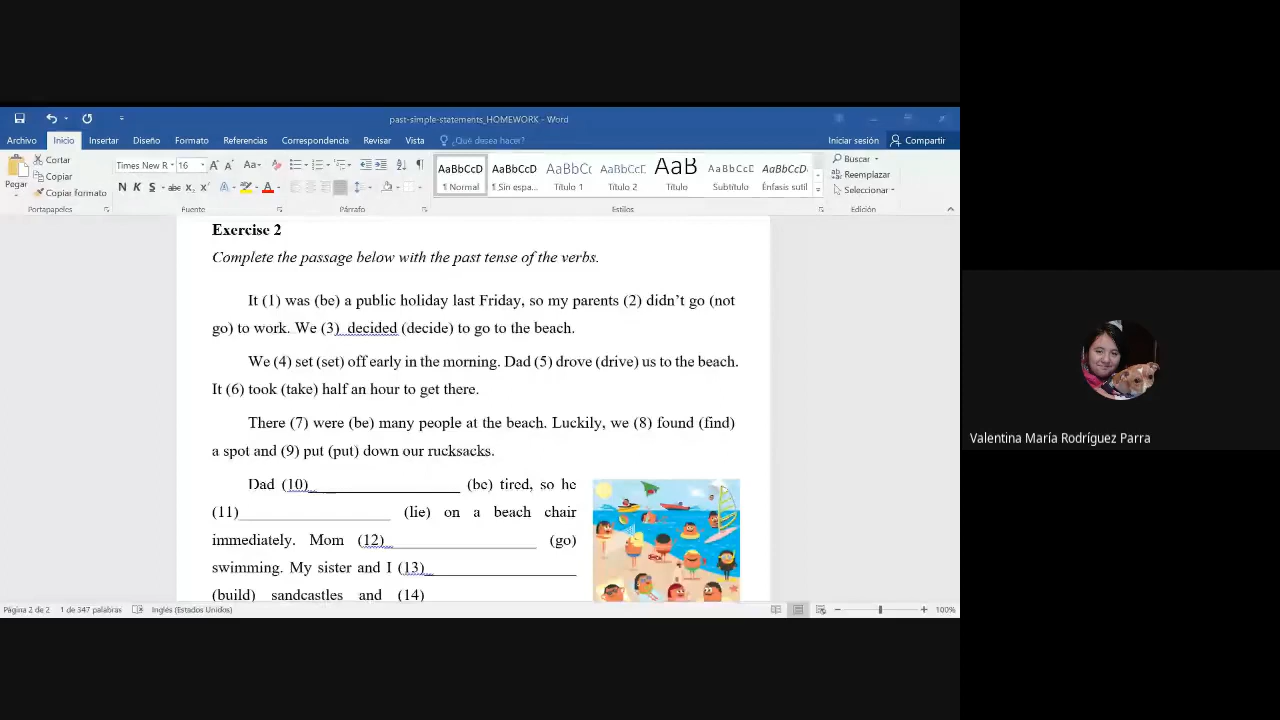 past-simple-statements_HOMEWORK - Word
Archivo Inicio Insertar Diseño Formato Referencias Correspondencia Revisar Vista ¿Qué desea hacer? Iniciar sesión Compartir
Pegar Cortar Copiar Copiar formato
Times New R 16 Aa
N K S abc x
AaBbCcD AaBbCcD AaBbCc AaBbCcD AaB AaBbCcD AaBbCcD
¶ Normal ¶ Sin espa... Título 1 Título 2 Título Subtítulo Énfasis sutil
Buscar
Reemplazar
Seleccionar
Portapapeles Fuente Párrafo Estilos Edición
Exercise 2
Complete the passage below with the past tense of the verbs.
It (1) was (be) a public holiday last Friday, so my parents (2) didn’t go (not
go) to work. We (3)_decided (decide) to go to the beach.
We (4) set (set) off early in the morning. Dad (5) drove (drive) us to the beach.
It (6) took (take) half an hour to get there.
There (7) were (be) many people at the beach. Luckily, we (8) found (find)
a spot and (9) put (put) down our rucksacks.
Dad (10)____________________ (be) tired, so he
(11)____________________ (lie) on a beach chair
immediately. Mom (12)____________________ (go)
swimming. My sister and I (13)____________________
(build) sandcastles and (14)
Página 2 de 2 1 de 347 palabras Inglés (Estados Unidos) 100%
Valentina María Rodríguez Parra